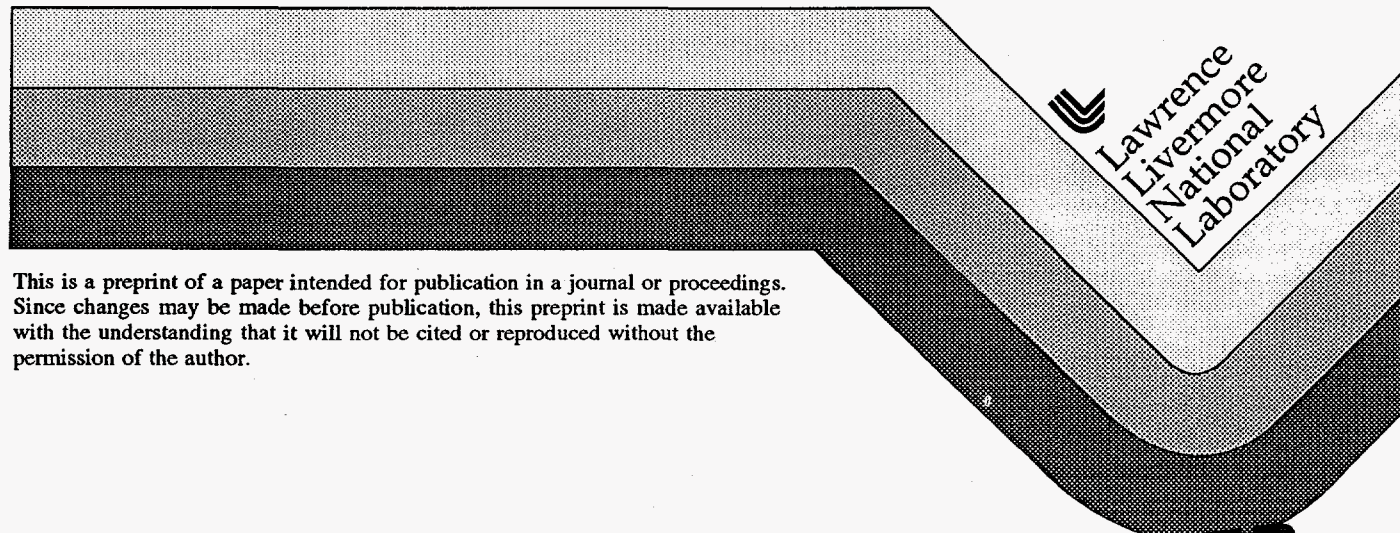 Lawrence
Livermore
National
Laboratory
This is a preprint of a paper intended for publication in a journal or proceedings.
Since changes may be made before publication, this preprint is made available
with the understanding that it will not be cited or reproduced without the
permission of the author.